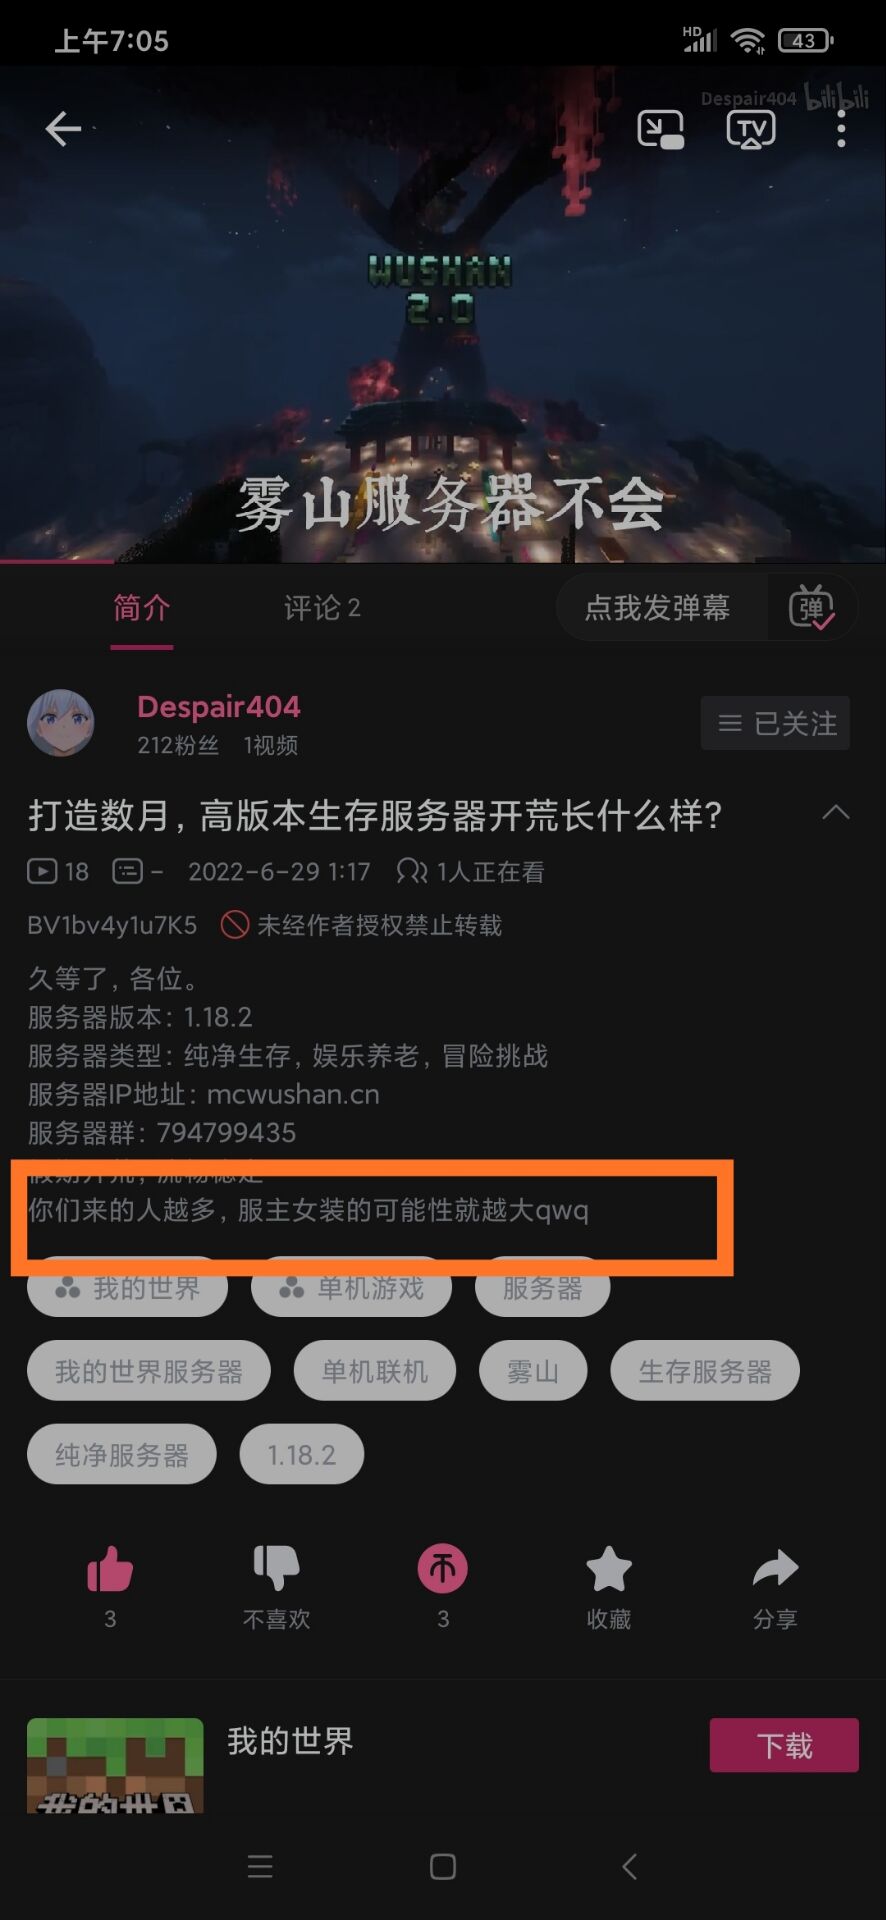 上午7:05
HD
43
Despair404 bilibili
TV
WUSHAN
2.0
雾山服务器不会
简介
评论 2
点我发弹幕
弹
Despair404
212粉丝 1视频
已关注
打造数月，高版本生存服务器开荒长什么样？
18 - 2022-6-29 1:17 1人正在看
BV1bv4y1u7K5 未经作者授权禁止转载
久等了，各位。
服务器版本：1.18.2
服务器类型：纯净生存，娱乐养老，冒险挑战
服务器IP地址：mcwushan.cn
服务器群：794799435
你们来的人越多，服主女装的可能性就越大qwq
我的世界 单机游戏 服务器
我的世界服务器 单机联机 雾山 生存服务器
纯净服务器 1.18.2
3 不喜欢 3 收藏 分享
我的世界
下载
我的世界